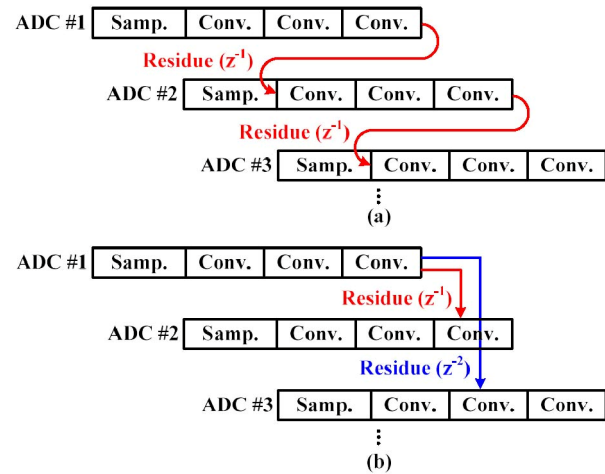 ADC #1 Samp. Conv. Conv. Conv.
Residue (z⁻¹)
ADC #2 Samp. Conv. Conv. Conv.
Residue (z⁻¹)
ADC #3 Samp. Conv. Conv. Conv.
(a)
ADC #1 Samp. Conv. Conv. Conv.
Residue (z⁻¹)
ADC #2 Samp. Conv. Conv. Conv.
Residue (z⁻²)
ADC #3 Samp. Conv. Conv. Conv.
(b)